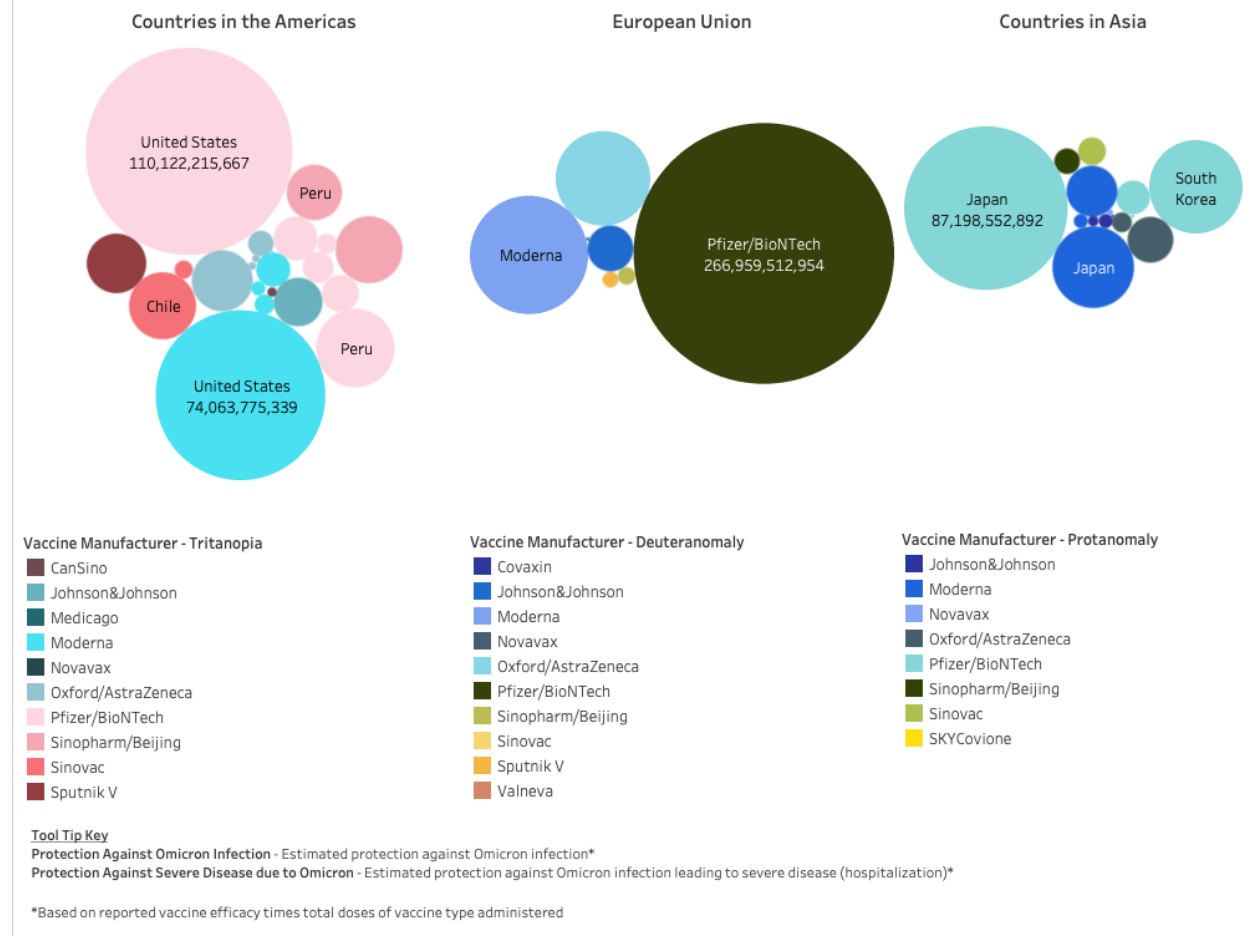 Countries in the Americas
United States
110,122,215,667
Peru
Chile
Peru
United States
74,063,775,339
European Union
Moderna
Pfizer/BioNTech
266,959,512,954
Countries in Asia
Japan
87,198,552,892
South
Korea
Japan
Vaccine Manufacturer - Tritanopia
CanSino
Johnson&Johnson
Medicago
Moderna
Novavax
Oxford/AstraZeneca
Pfizer/BioNTech
Sinopharm/Beijing
Sinovac
Sputnik V
Vaccine Manufacturer - Deuteranomaly
Covaxin
Johnson&Johnson
Moderna
Novavax
Oxford/AstraZeneca
Pfizer/BioNTech
Sinopharm/Beijing
Sinovac
Sputnik V
Valneva
Vaccine Manufacturer - Protanomaly
Johnson&Johnson
Moderna
Novavax
Oxford/AstraZeneca
Pfizer/BioNTech
Sinopharm/Beijing
Sinovac
SKYCovione
Tool Tip Key
Protection Against Omicron Infection - Estimated protection against Omicron infection*
Protection Against Severe Disease due to Omicron - Estimated protection against Omicron infection leading to severe disease (hospitalization)*
*Based on reported vaccine efficacy times total doses of vaccine type administered